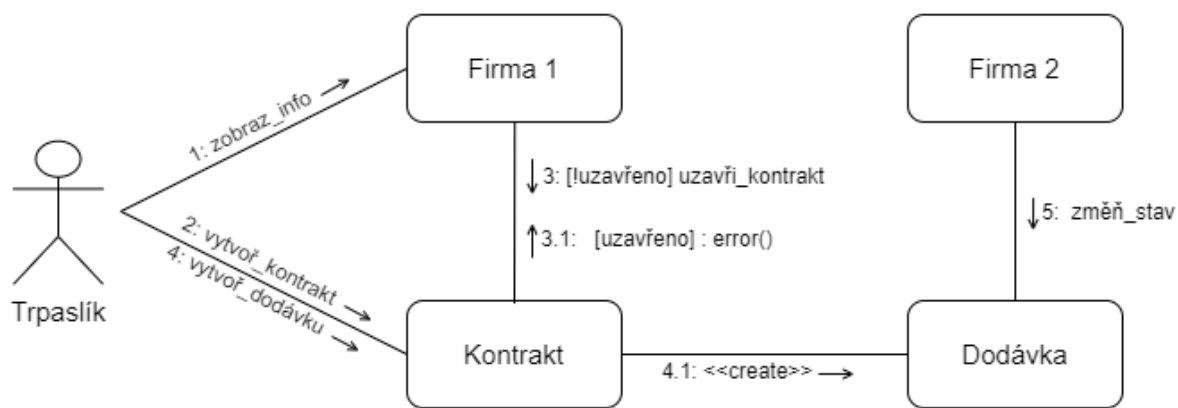 Firma 1
Firma 2
1: zobraz_info
3: [!uzavřeno] uzavři_kontrakt
3.1: [uzavřeno] : error()
5: změň_stav
2: vytvoř_kontrakt
4: vytvoř_dodávku
Trpaslík
Kontrakt
4.1: <<create>>
Dodávka